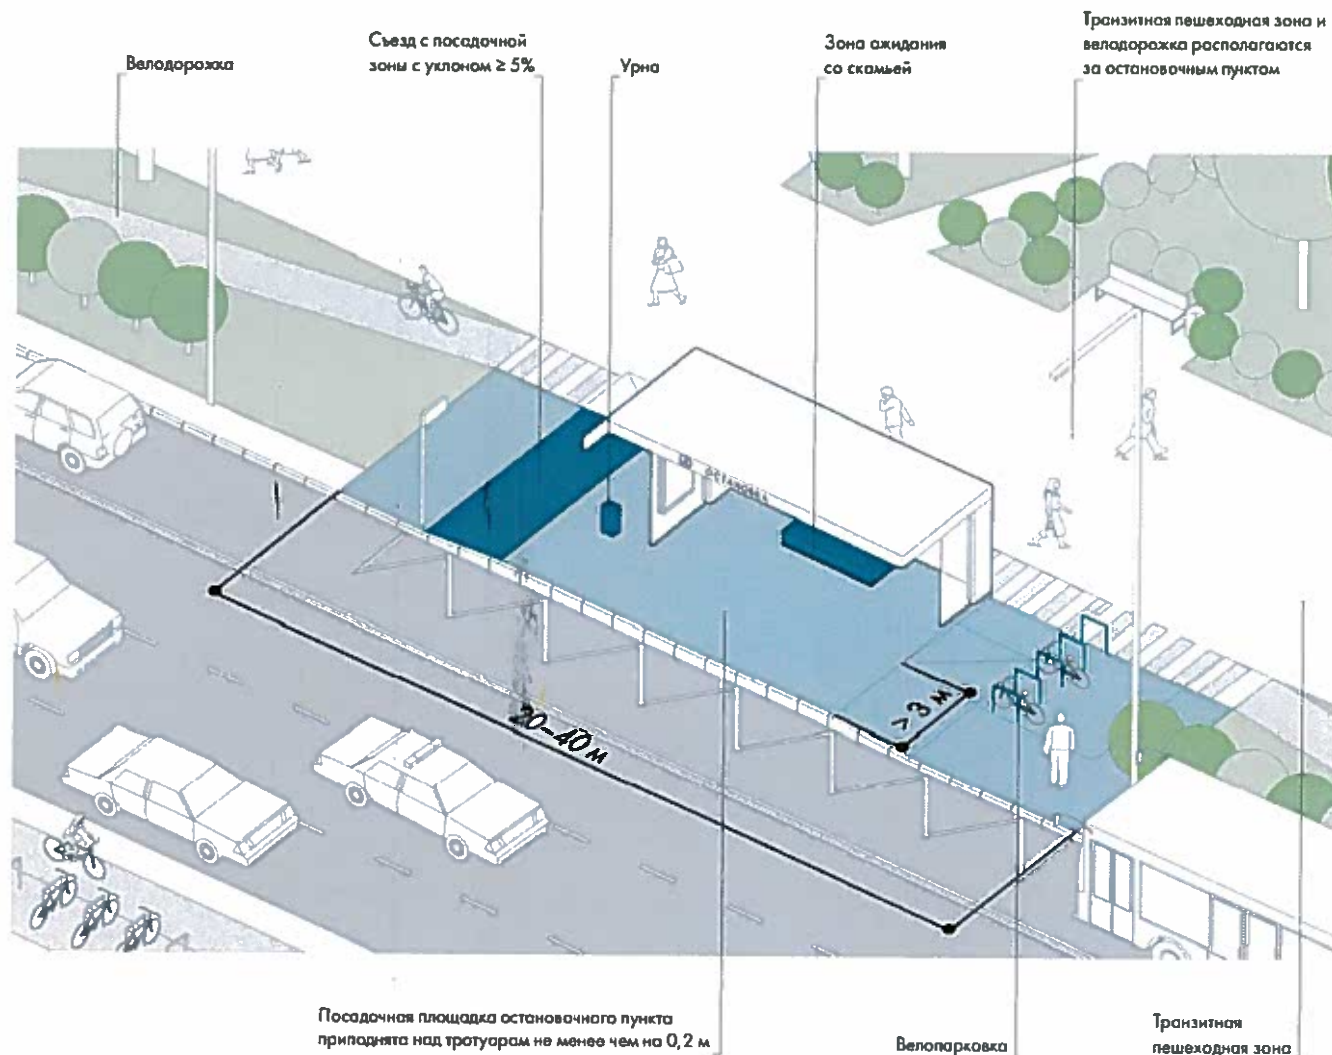 Велодорожка
Съезд с посадочной
зоны с уклоном ≥ 5%
Урна
Зона ожидания
со скамьей
Транзитная пешеходная зона и
велодорожка располагаются
за остановочным пунктом
ОСТАНОВКА
>3 м
20–40 м
Посадочная площадка остановочного пункта
приподнята над тротуаром не менее чем на 0,2 м
Велопарковка
Транзитная
пешеходная зона